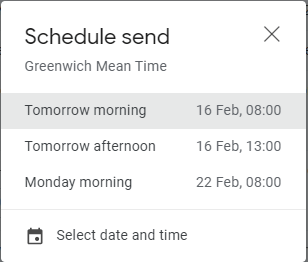 Schedule send
Greenwich Mean Time
Tomorrow morning 16 Feb, 08:00
Tomorrow afternoon 16 Feb, 13:00
Monday morning 22 Feb, 08:00
Select date and time